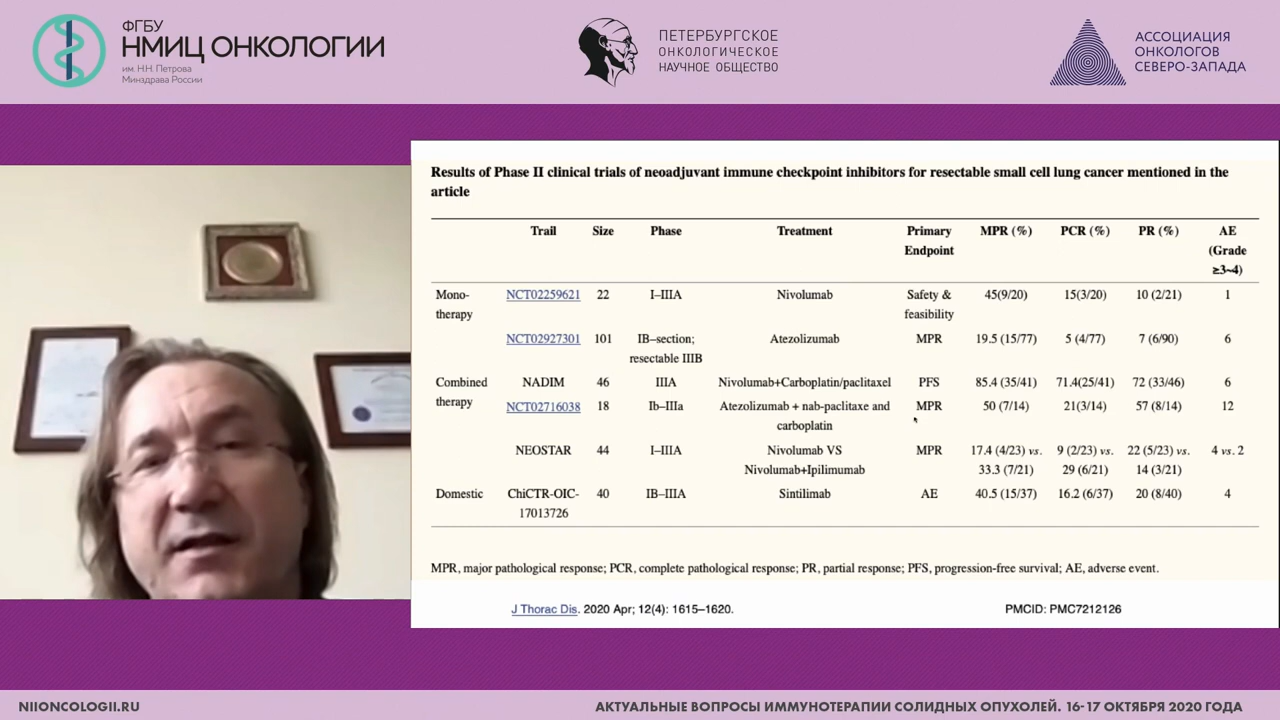 ФГБУ
НМИЦ ОНКОЛОГИИ
им. Н.Н. Петрова
Минздрава России
ПЕТЕРБУРГСКОЕ
ОНКОЛОГИЧЕСКОЕ
НАУЧНОЕ ОБЩЕСТВО
АССОЦИАЦИЯ
ОНКОЛОГОВ
СЕВЕРО-ЗАПАДА
Results of Phase II clinical trials of neoadjuvant immune checkpoint inhibitors for resectable small cell lung cancer mentioned in the
article
Trail Size Phase Treatment Primary MPR (%) PCR (%) PR (%) AE
Endpoint (Grade
≥3~4)
Mono- NCT02259621 22 I–IIIA Nivolumab Safety & 45(9/20) 15(3/20) 10 (2/21) 1
therapy feasibility
NCT02927301 101 IB–section; Atezolizumab MPR 19.5 (15/77) 5 (4/77) 7 (6/90) 6
resectable IIIB
Combined NADIM 46 IIIA Nivolumab+Carboplatin/paclitaxel PFS 85.4 (35/41) 71.4(25/41) 72 (33/46) 6
therapy
NCT02716038 18 Ib–IIIa Atezolizumab + nab-paclitaxe and MPR 50 (7/14) 21(3/14) 57 (8/14) 12
carboplatin
NEOSTAR 44 I–IIIA Nivolumab VS MPR 17.4 (4/23) vs. 9 (2/23) vs. 22 (5/23) vs. 4 vs. 2
Nivolumab+Ipilimumab 33.3 (7/21) 29 (6/21) 14 (3/21)
Domestic ChiCTR-OIC- 40 IB–IIIA Sintilimab AE 40.5 (15/37) 16.2 (6/37) 20 (8/40) 4
17013726
MPR, major pathological response; PCR, complete pathological response; PR, partial response; PFS, progression-free survival; AE, adverse event.
J Thorac Dis. 2020 Apr; 12(4): 1615–1620. PMCID: PMC7212126
NIIONCOLOGII.RU
АКТУАЛЬНЫЕ ВОПРОСЫ ИММУНОТЕРАПИИ СОЛИДНЫХ ОПУХОЛЕЙ. 16-17 ОКТЯБРЯ 2020 ГОДА